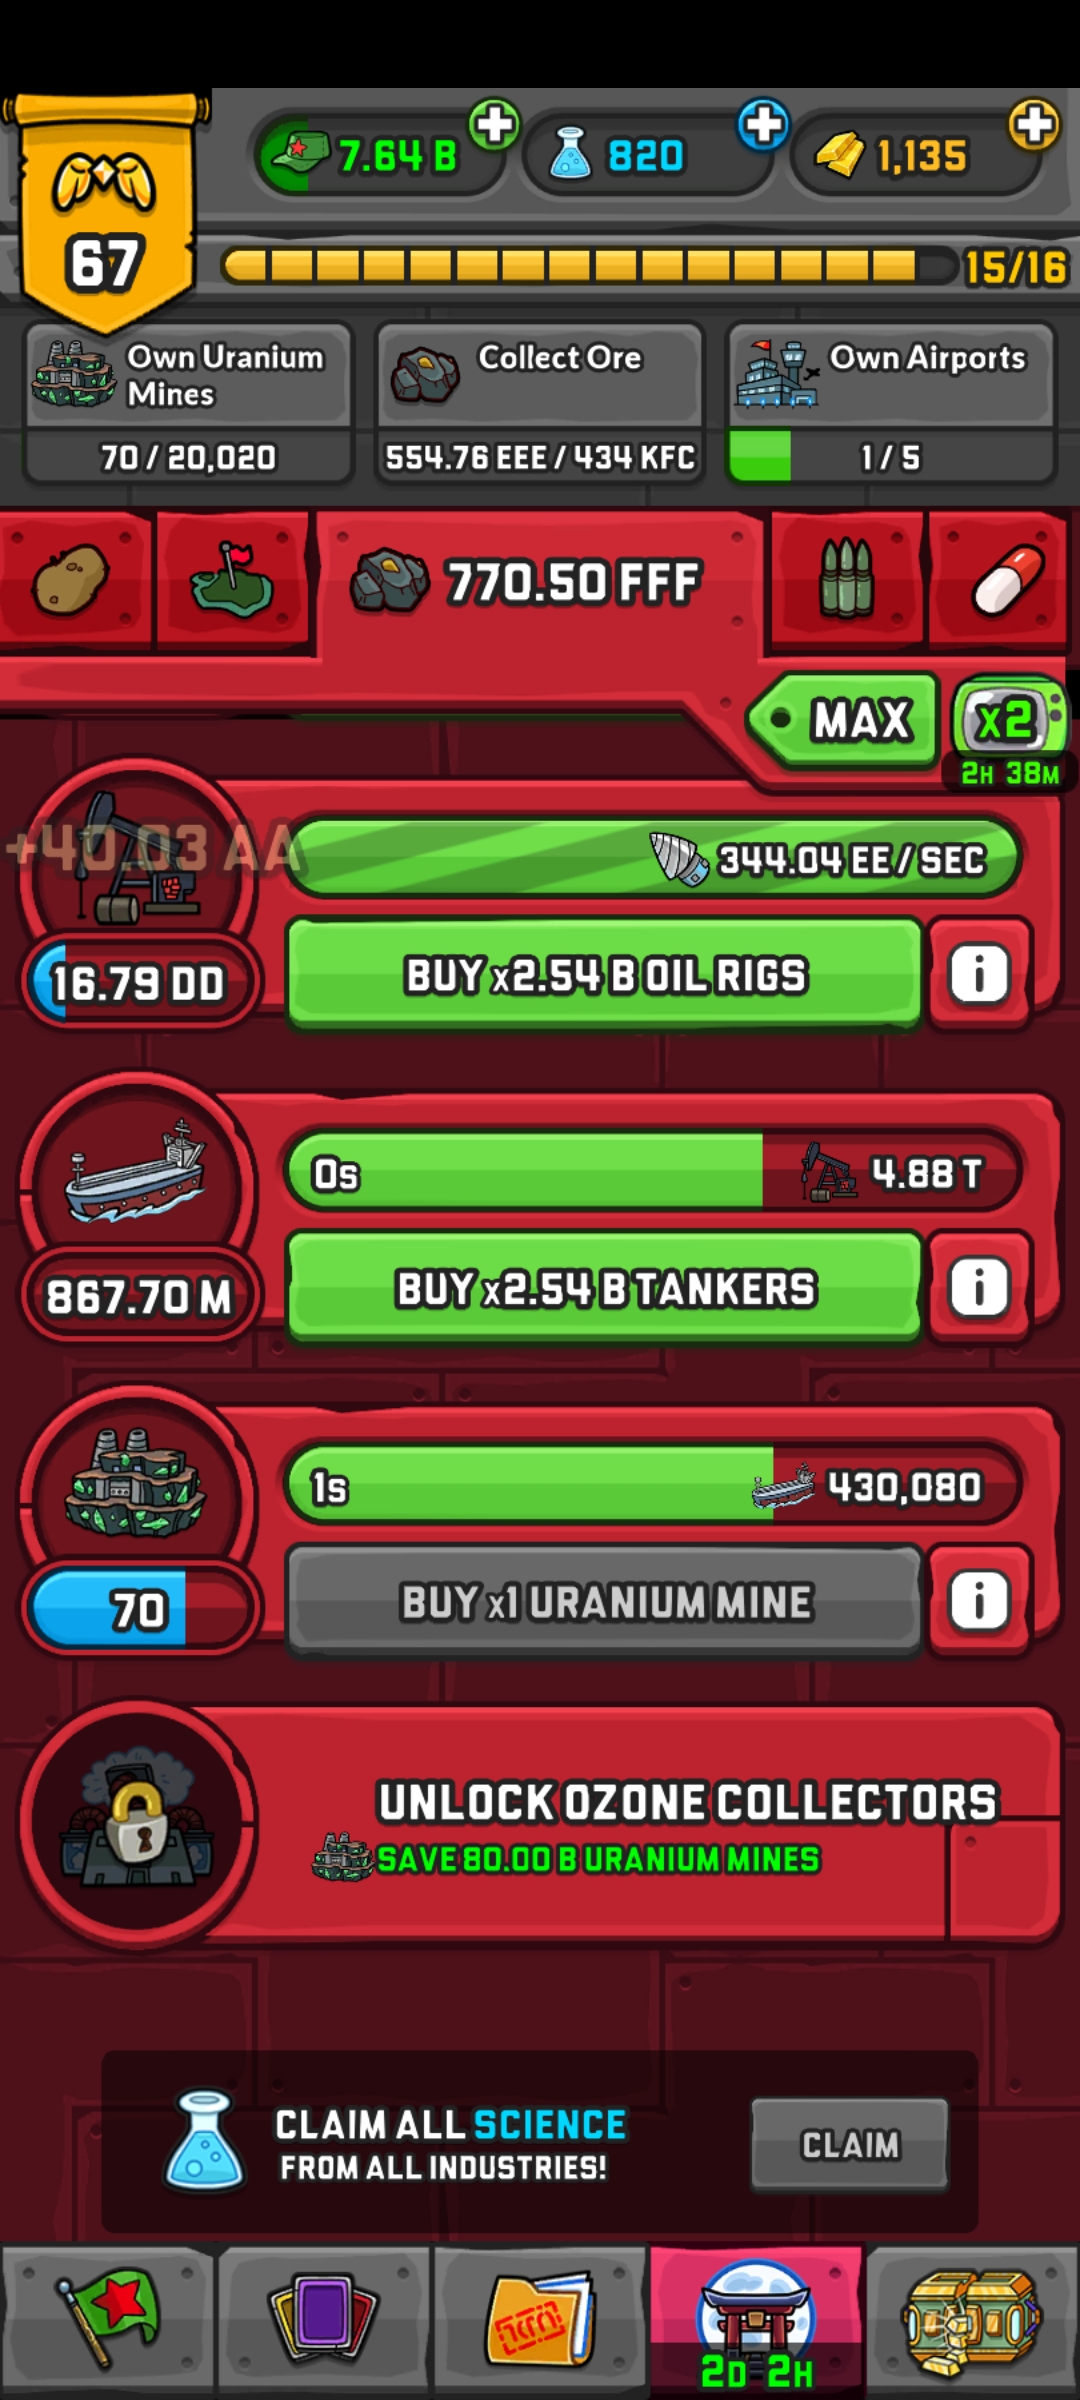 7.64 B
820
1,135
67
15/16
Own Uranium
Mines
70 / 20,020
Collect Ore
554.76 EEE / 434 KFC
Own Airports
1 / 5
770.50 FFF
MAX
x2
2H 38M
+40.03 AA
344.04 EE / SEC
16.79 DD
BUY x2.54 B OIL RIGS
i
0s
4.88 T
867.70 M
BUY x2.54 B TANKERS
i
1s
430,080
70
BUY x1 URANIUM MINE
i
UNLOCK OZONE COLLECTORS
SAVE 80.00 B URANIUM MINES
CLAIM ALL SCIENCE
FROM ALL INDUSTRIES!
CLAIM
2D 2H